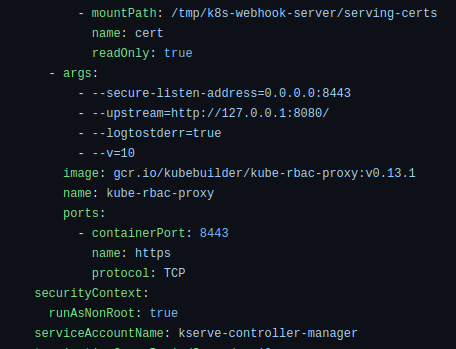 - mountPath: /tmp/k8s-webhook-server/serving-certs
name: cert
readOnly: true
- args:
- --secure-listen-address=0.0.0.0:8443
- --upstream=http://127.0.0.1:8080/
- --logtostderr=true
- --v=10
image: gcr.io/kubebuilder/kube-rbac-proxy:v0.13.1
name: kube-rbac-proxy
ports:
- containerPort: 8443
name: https
protocol: TCP
securityContext:
runAsNonRoot: true
serviceAccountName: kserve-controller-manager